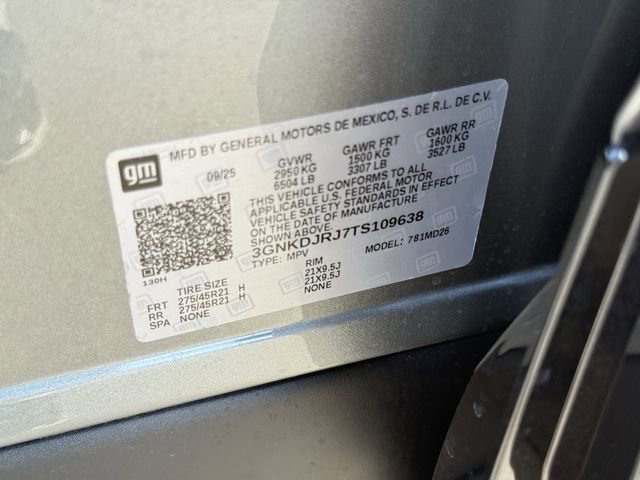 gm
MFD BY GENERAL MOTORS DE MEXICO, S. DE R.L. DE C.V.
09/25 GVWR GAWR FRT GAWR RR
2950 KG 1500 KG 1600 KG
6504 LB 3307 LB 3527 LB
THIS VEHICLE CONFORMS TO ALL
APPLICABLE U.S. FEDERAL MOTOR
VEHICLE SAFETY STANDARDS IN EFFECT
ON THE DATE OF MANUFACTURE
SHOWN ABOVE.
3GNKDJRJ7TS109638
TYPE: MPV MODEL: 781MD26
130H
TIRE SIZE RIM
FRT 275/45R21 H 21X9.5J
RR 275/45R21 H 21X9.5J
SPA NONE NONE